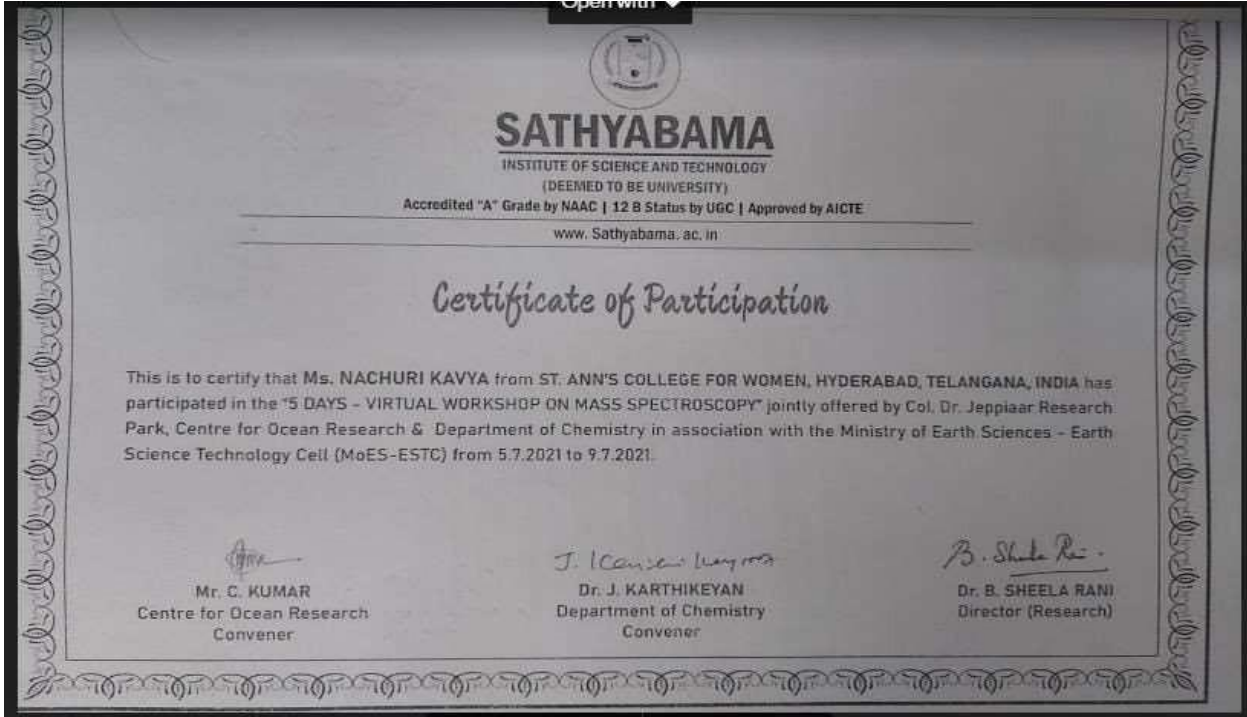 Open with
SATHYABAMA
INSTITUTE OF SCIENCE AND TECHNOLOGY
(DEEMED TO BE UNIVERSITY)
Accredited "A" Grade by NAAC | 12 B Status by UGC | Approved by AICTE
www. Sathyabama. ac. in
Certificate of Participation
This is to certify that Ms. NACHURI KAVYA from ST. ANN'S COLLEGE FOR WOMEN, HYDERABAD, TELANGANA, INDIA has
participated in the "5 DAYS – VIRTUAL WORKSHOP ON MASS SPECTROSCOPY" jointly offered by Col. Dr. Jeppiaar Research
Park, Centre for Ocean Research & Department of Chemistry in association with the Ministry of Earth Sciences – Earth
Science Technology Cell (MoES-ESTC) from 5.7.2021 to 9.7.2021.
B. Sheela Rani.
Mr. C. KUMAR
Centre for Ocean Research
Convener
Dr. J. KARTHIKEYAN
Department of Chemistry
Convener
Dr. B. SHEELA RANI
Director (Research)